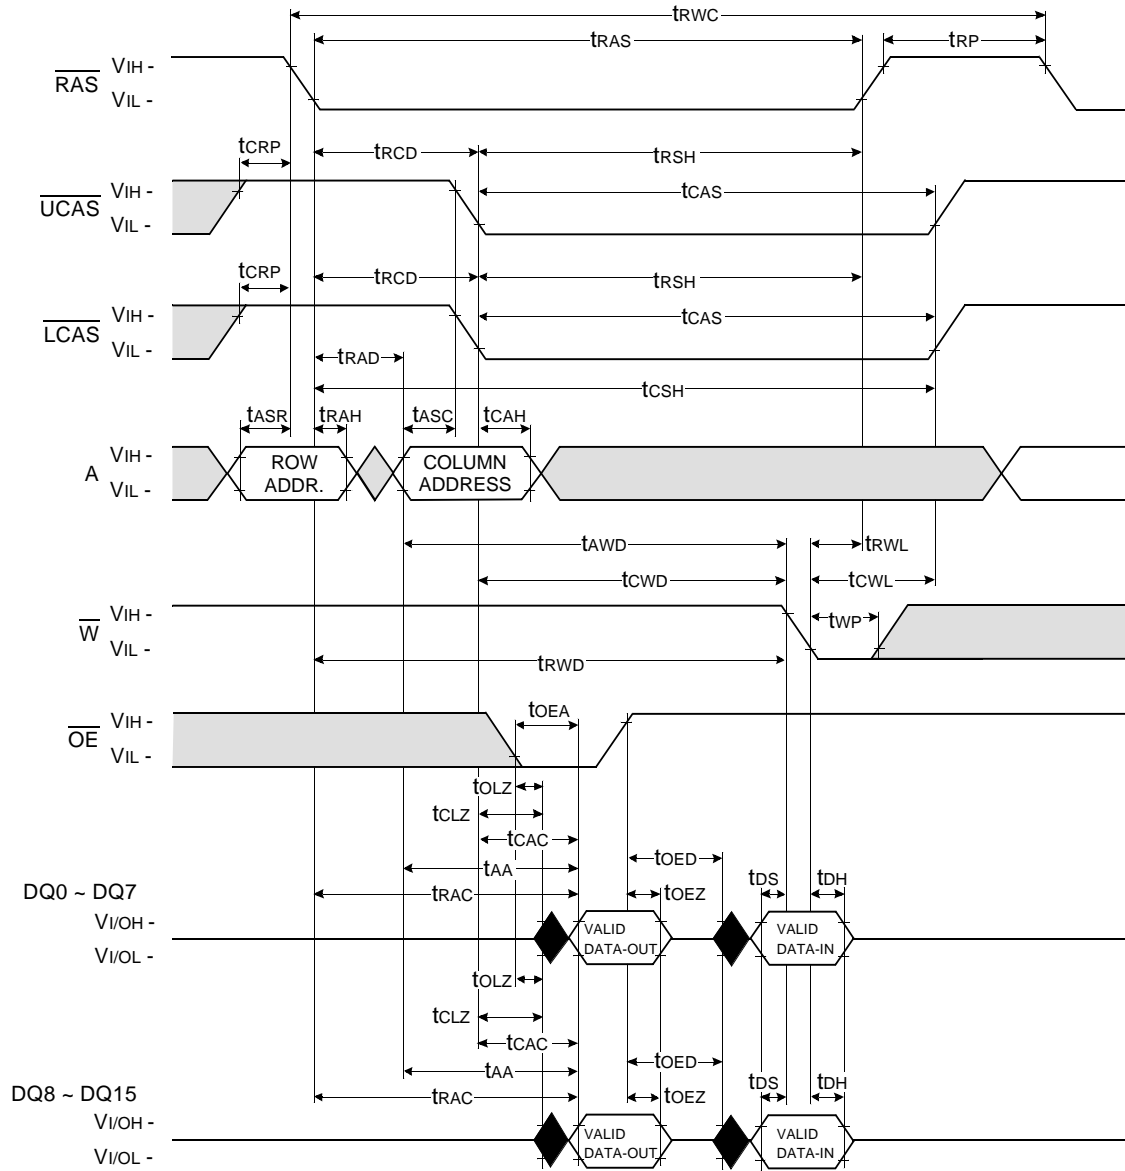 tRWC
tRAS tRP
RAS VIH -
VIL -
tCRP tRCD tRSH
UCAS VIH - tCAS
VIL -
tCRP tRCD tRSH
LCAS VIH - tCAS
VIL -
tRAD
tCSH
tASR tRAH tASC tCAH
A VIH -
VIL -
ROW
ADDR.
COLUMN
ADDRESS
tAWD tRWL
tCWD tCWL
W VIH - tWP
VIL -
tRWD
OE VIH - tOEA
VIL -
tOLZ
tCLZ
tCAC
tAA tOED
DQ0 ~ DQ7 tRAC tOEZ tDS tDH
VI/OH -
VI/OL -
VALID
DATA-OUT
VALID
DATA-IN
tOLZ
tCLZ
tCAC
tAA tOED
DQ8 ~ DQ15 tRAC tOEZ tDS tDH
VI/OH -
VI/OL -
VALID
DATA-OUT
VALID
DATA-IN